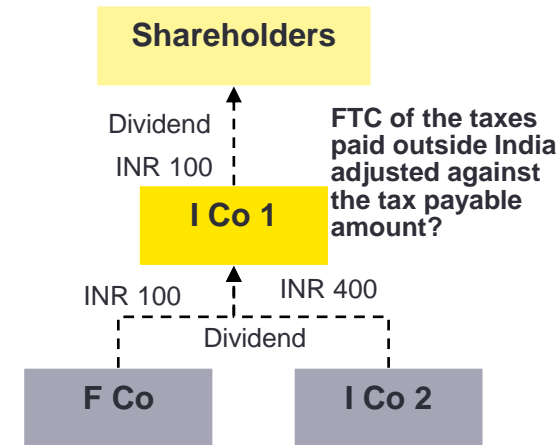 Shareholders
Dividend
INR 100
FTC of the taxes
paid outside India
adjusted against
the tax payable
amount?
I Co 1
INR 100
INR 400
Dividend
F Co
I Co 2